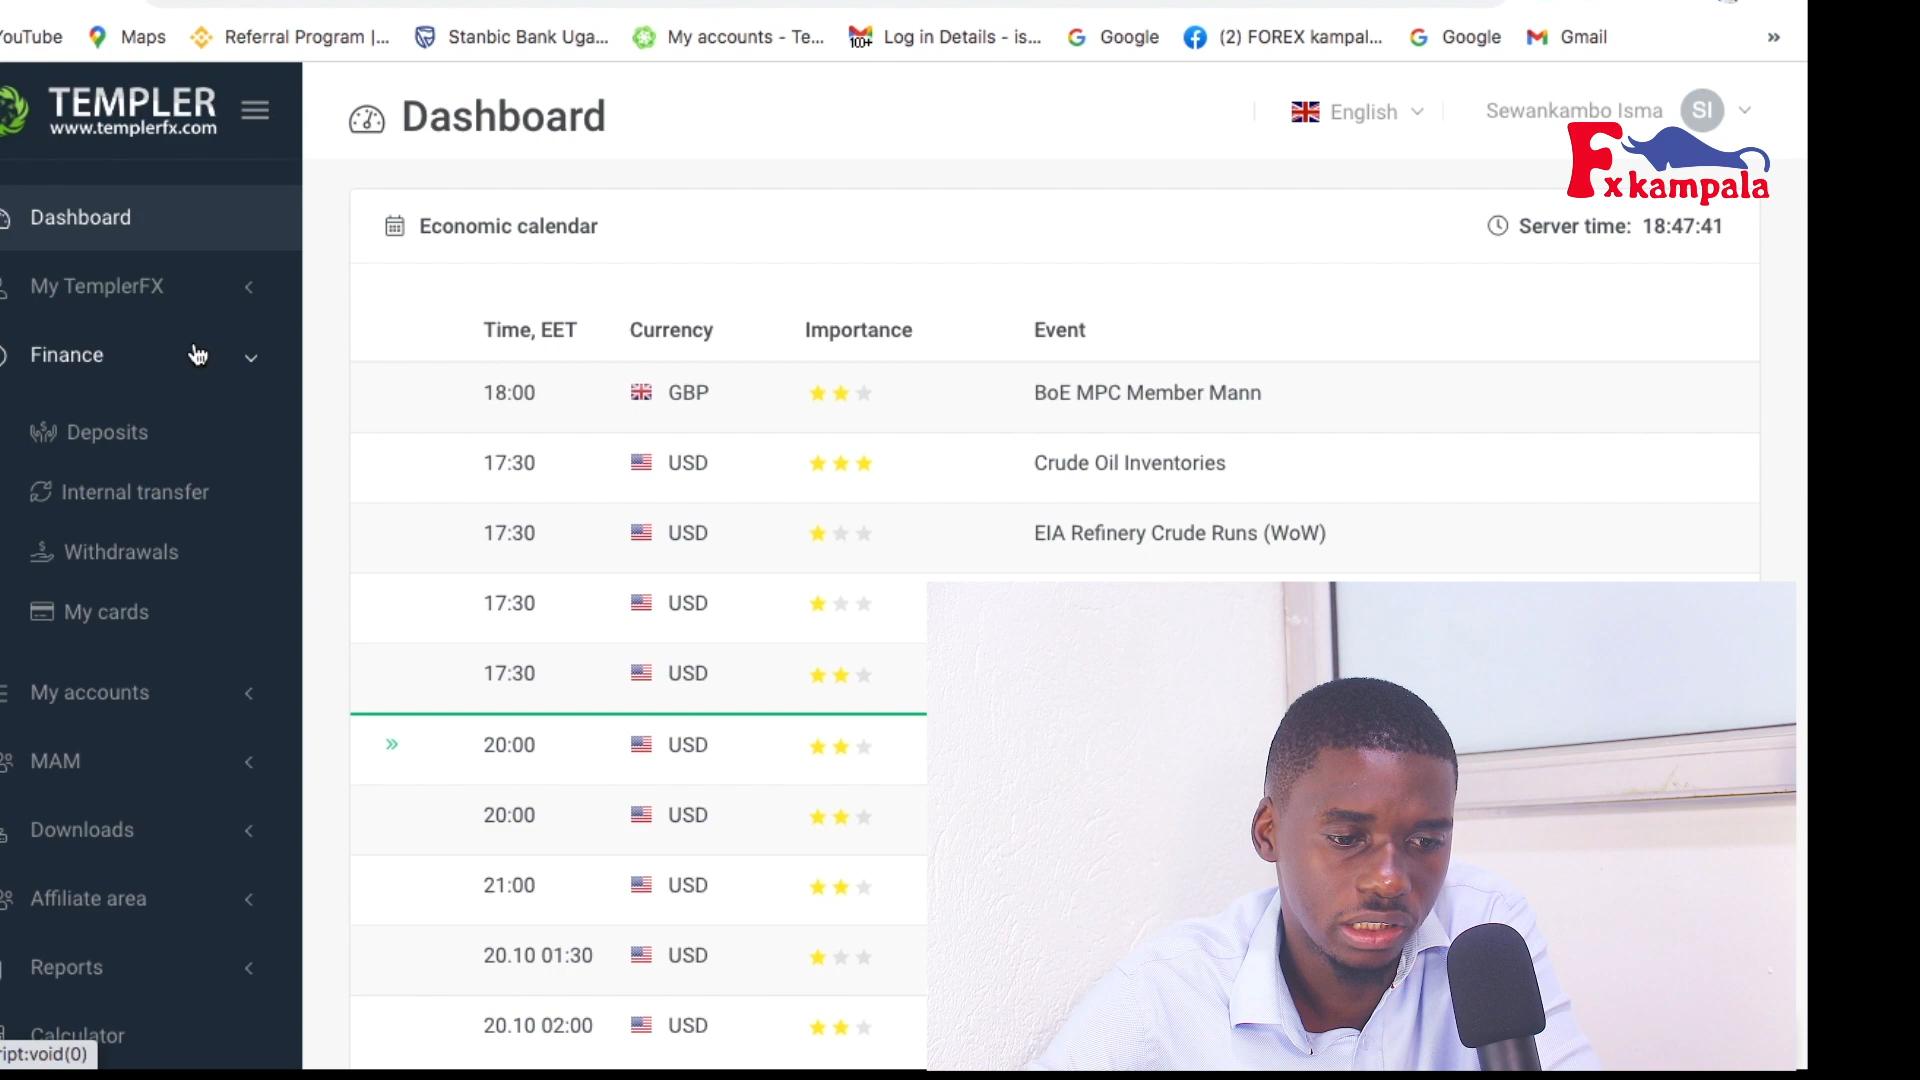 YouTube Maps Referral Program |... Stanbic Bank Uga... My accounts - Te... 100+ Log in Details - is... Google (2) FOREX kampal... Google Gmail »
TEMPLER
www.templerfx.com
Dashboard
English
Sewankambo Isma
SI
Fxkampala
Dashboard
My TemplerFX
Finance
Deposits
Internal transfer
Withdrawals
My cards
My accounts
MAM
Downloads
Affiliate area
Reports
Calculator
ript:void(0)
Economic calendar
Server time: 18:47:41
Time, EET Currency Importance Event
18:00 GBP BoE MPC Member Mann
17:30 USD Crude Oil Inventories
17:30 USD EIA Refinery Crude Runs (WoW)
17:30 USD
17:30 USD
» 20:00 USD
20:00 USD
21:00 USD
20.10 01:30 USD
20.10 02:00 USD